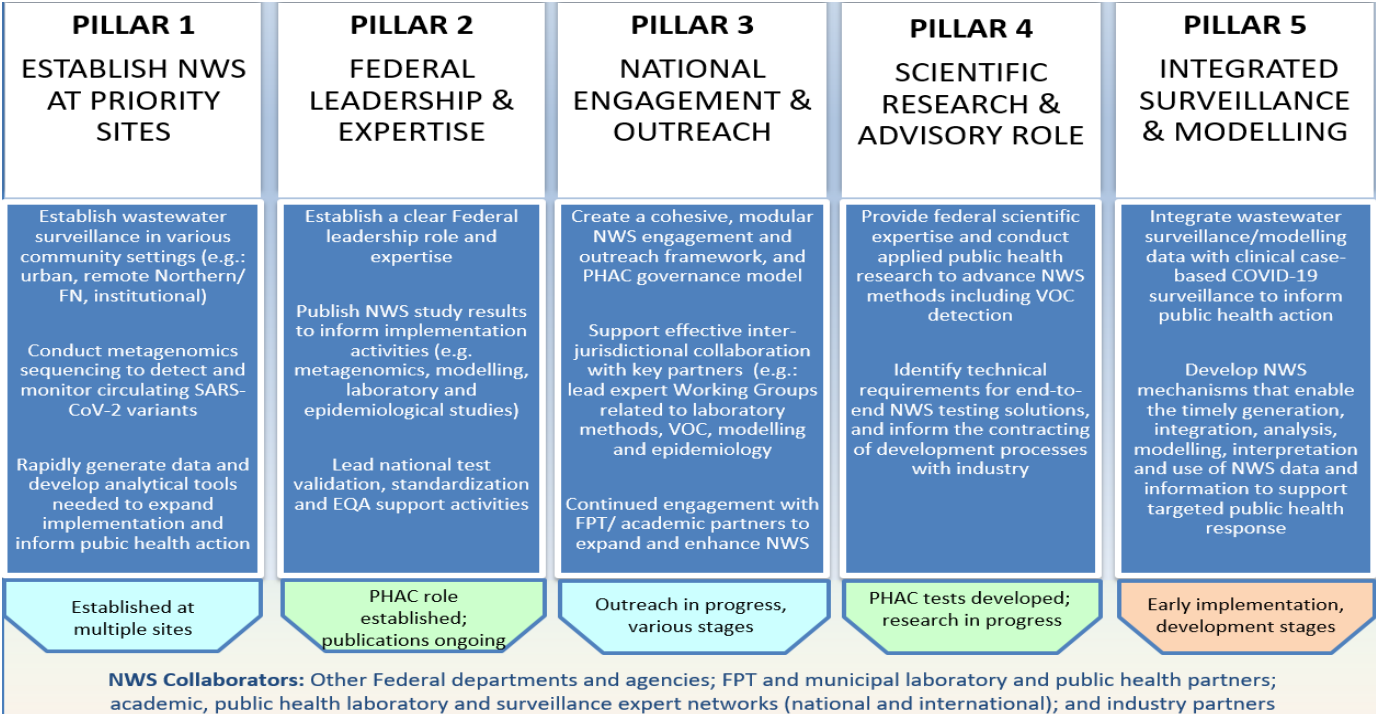 PILLAR 1
ESTABLISH NWS
AT PRIORITY
SITES
Establish wastewater
surveillance in various
community settings (e.g.:
urban, remote Northern/
FN, institutional)
Conduct metagenomics
sequencing to detect and
monitor circulating SARS-
CoV-2 variants
Rapidly generate data and
develop analytical tools
needed to expand
implementation and
inform pubic health action
Established at
multiple sites
PILLAR 2
FEDERAL
LEADERSHIP &
EXPERTISE
Establish a clear Federal
leadership role and
expertise
Publish NWS study results
to inform implementation
activities (e.g.
metagenomics, modelling,
laboratory and
epidemiological studies)
Lead national test
validation, standardization
and EQA support activities
PHAC role
established;
publications ongoing
PILLAR 3
NATIONAL
ENGAGEMENT &
OUTREACH
Create a cohesive, modular
NWS engagement and
outreach framework, and
PHAC governance model
Support effective inter-
jurisdictional collaboration
with key partners  (e.g.:
lead expert Working Groups
related to laboratory
methods, VOC, modelling
and epidemiology
Continued engagement with
FPT/ academic partners to
expand and enhance NWS
Outreach in progress,
various stages
PILLAR 4
SCIENTIFIC
RESEARCH &
ADVISORY ROLE
Provide federal scientific
expertise and conduct
applied public health
research to advance NWS
methods including VOC
detection
Identify technical
requirements for end-to-
end NWS testing solutions,
and inform the contracting
of development processes
with industry
PHAC tests developed;
research in progress
PILLAR 5
INTEGRATED
SURVEILLANCE
& MODELLING
Integrate wastewater
surveillance/modelling
data with clinical case-
based COVID-19
surveillance to inform
public health action
Develop NWS
mechanisms that enable
the timely generation,
integration, analysis,
modelling, interpretation
and use of NWS data and
information to support
targeted public health
response
Early implementation,
development stages
NWS Collaborators: Other Federal departments and agencies; FPT and municipal laboratory and public health partners;
academic, public health laboratory and surveillance expert networks (national and international); and industry partners